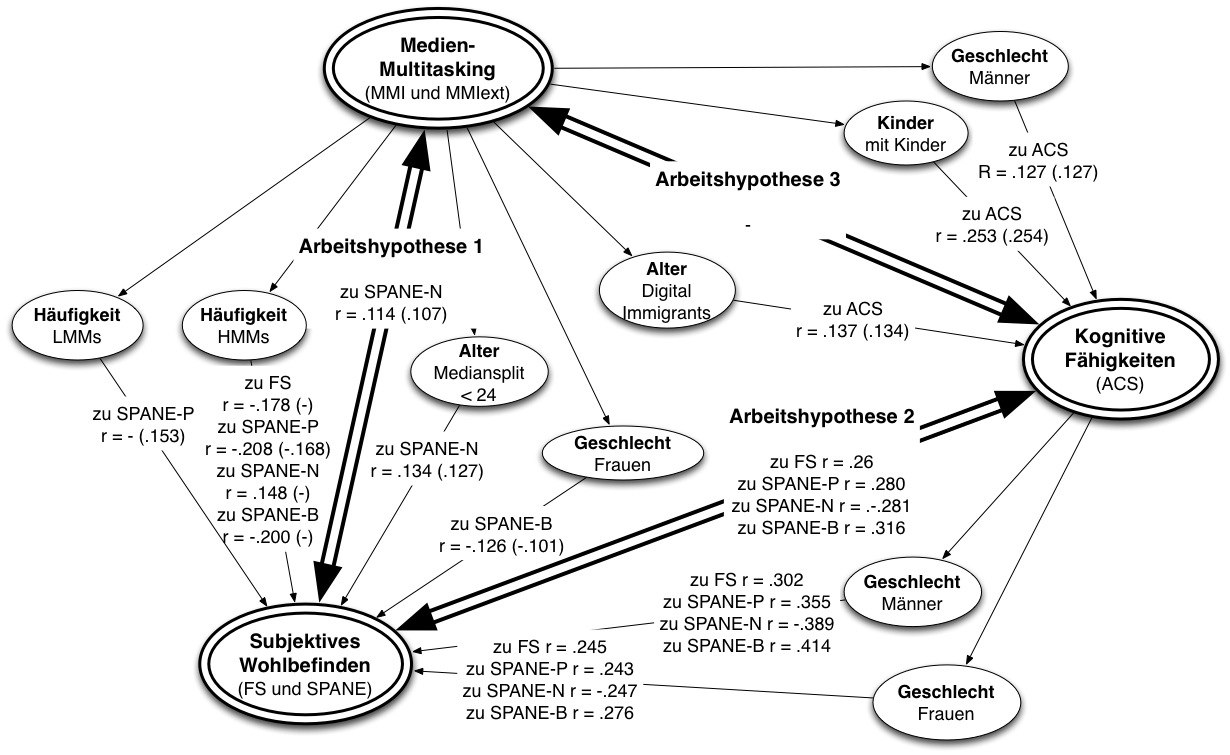 Medien-
Multitasking
(MMI und MMIext)
Geschlecht
Männer
Kinder
mit Kinder
zu ACS
R = .127 (.127)
Arbeitshypothese 3
-
zu ACS
r = .253 (.254)
Arbeitshypothese 1
Alter
Digital
Immigrants
zu SPANE-N
r = .114 (.107)
zu ACS
r = .137 (.134)
Häufigkeit
LMMs
Häufigkeit
HMMs
Alter
Mediansplit
< 24
Kognitive
Fähigkeiten
(ACS)
zu SPANE-P
r = - (.153)
zu FS
r = -.178 (-)
zu SPANE-P
r = -.208 (-.168)
zu SPANE-N
r = .148 (-)
zu SPANE-B
r = -.200 (-)
zu SPANE-N
r = .134 (.127)
Geschlecht
Frauen
Arbeitshypothese 2
zu FS r = .26
zu SPANE-P r = .280
zu SPANE-N r = .-.281
zu SPANE-B r = .316
zu SPANE-B
r = -.126 (-.101)
Geschlecht
Männer
zu FS r = .302
zu SPANE-P r = .355
zu SPANE-N r = -.389
zu SPANE-B r = .414
Subjektives
Wohlbefinden
(FS und SPANE)
zu FS r = .245
zu SPANE-P r = .243
zu SPANE-N r = -.247
zu SPANE-B r = .276
Geschlecht
Frauen